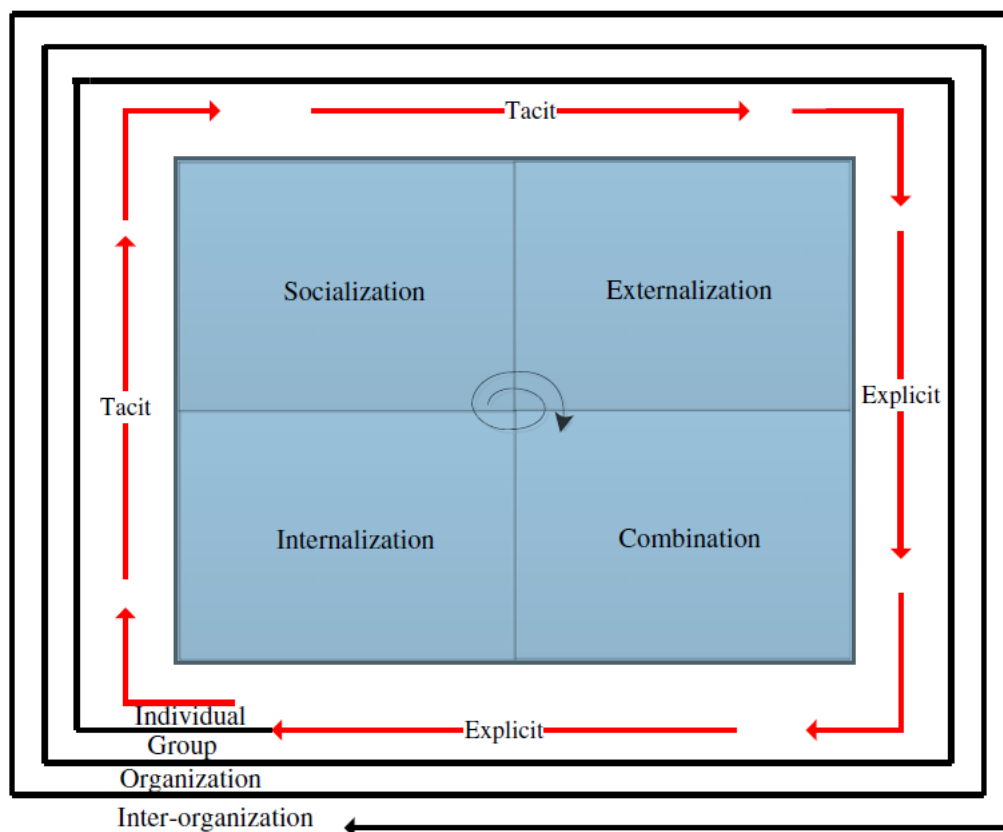 Tacit
Socialization
Externalization
Tacit
Explicit
Internalization
Combination
Individual
Explicit
Group
Organization
Inter-organization